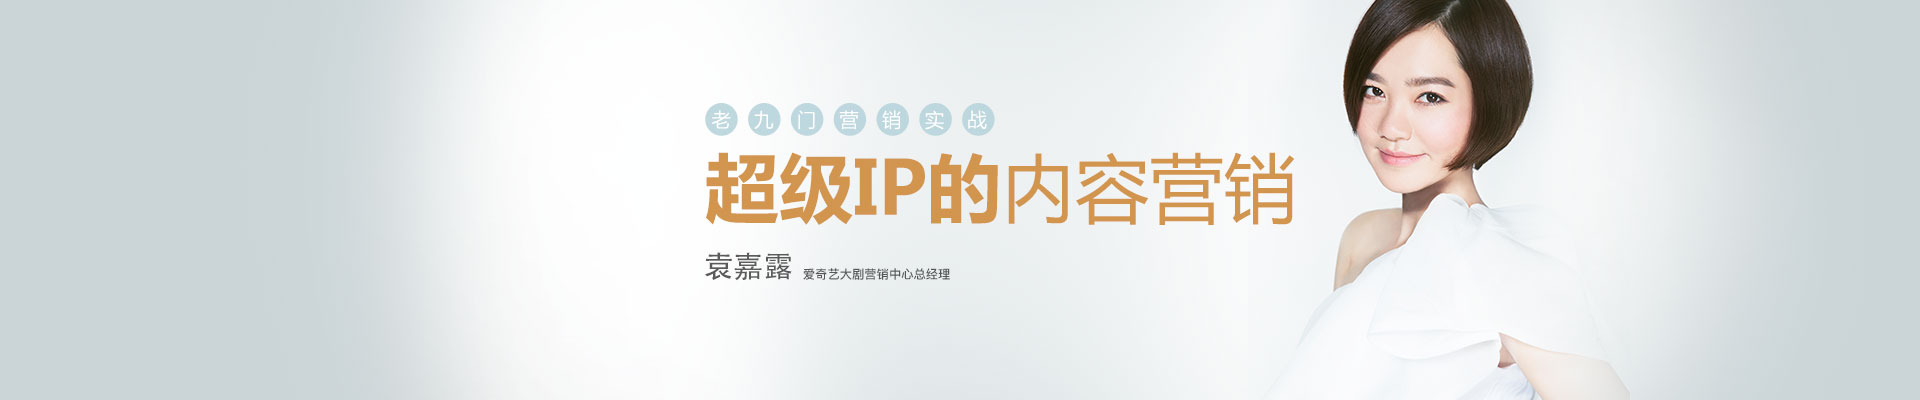 老九门营销实战
超级IP的内容营销
袁嘉露 爱奇艺大剧营销中心总经理